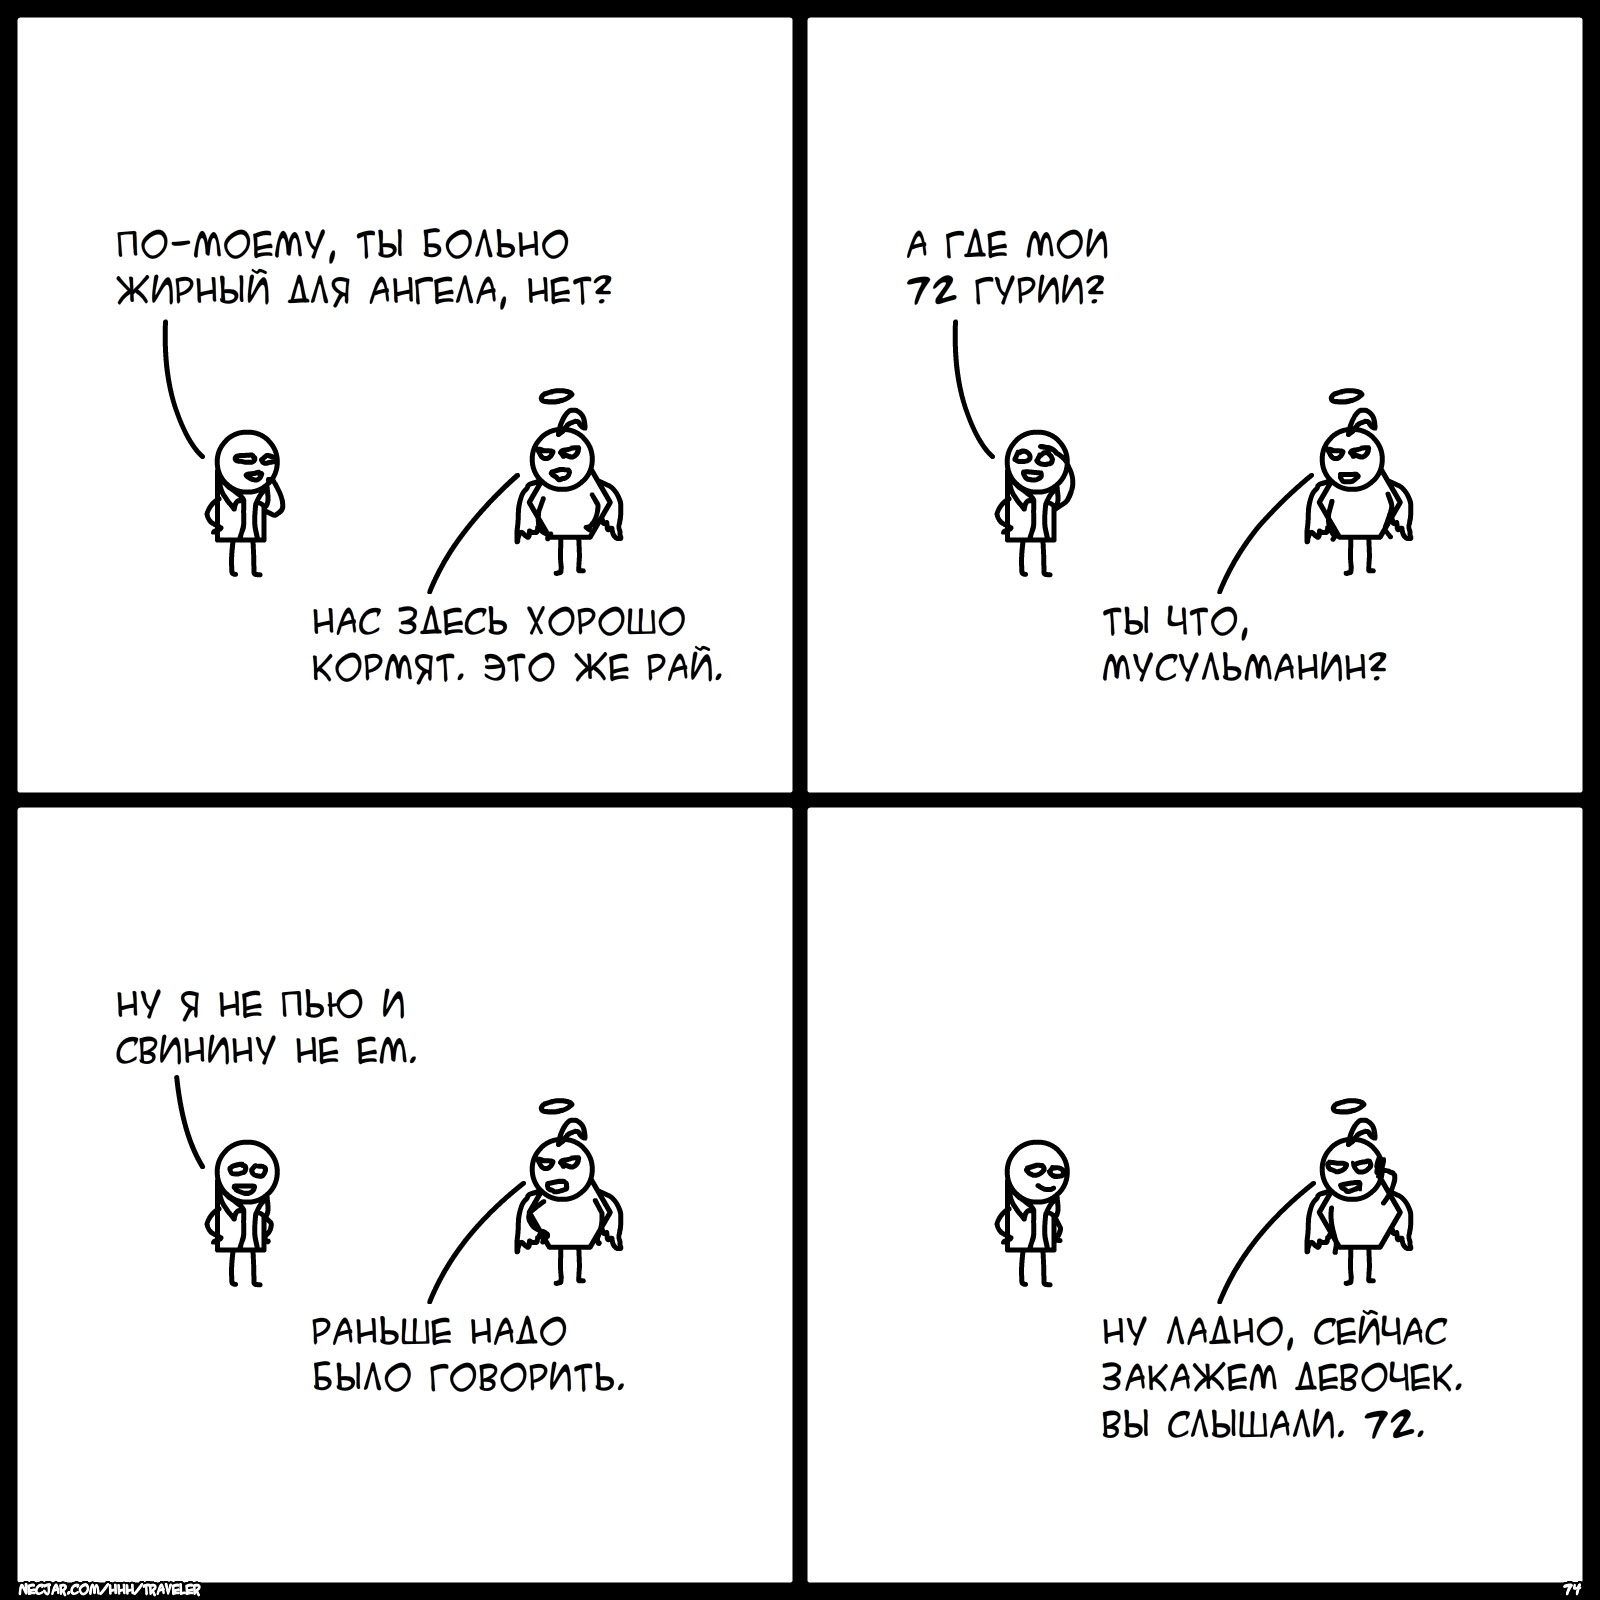 ПО-МОЕМУ, ТЫ БОЛЬНО
ЖИРНЫЙ ДЛЯ АНГЕЛА, НЕТ?
НАС ЗДЕСЬ ХОРОШО
КОРМЯТ. ЭТО ЖЕ РАЙ.
А ГДЕ МОИ
72 ГУРИИ?
ТЫ ЧТО,
МУСУЛЬМАНИН?
НУ Я НЕ ПЬЮ И
СВИНИНУ НЕ ЕМ.
РАНЬШЕ НАДО
БЫЛО ГОВОРИТЬ.
НУ ЛАДНО, СЕЙЧАС
ЗАКАЖЕМ ДЕВОЧЕК.
ВЫ СЛЫШАЛИ. 72.
NECJAR.COM/HHH/TRAVELER
74